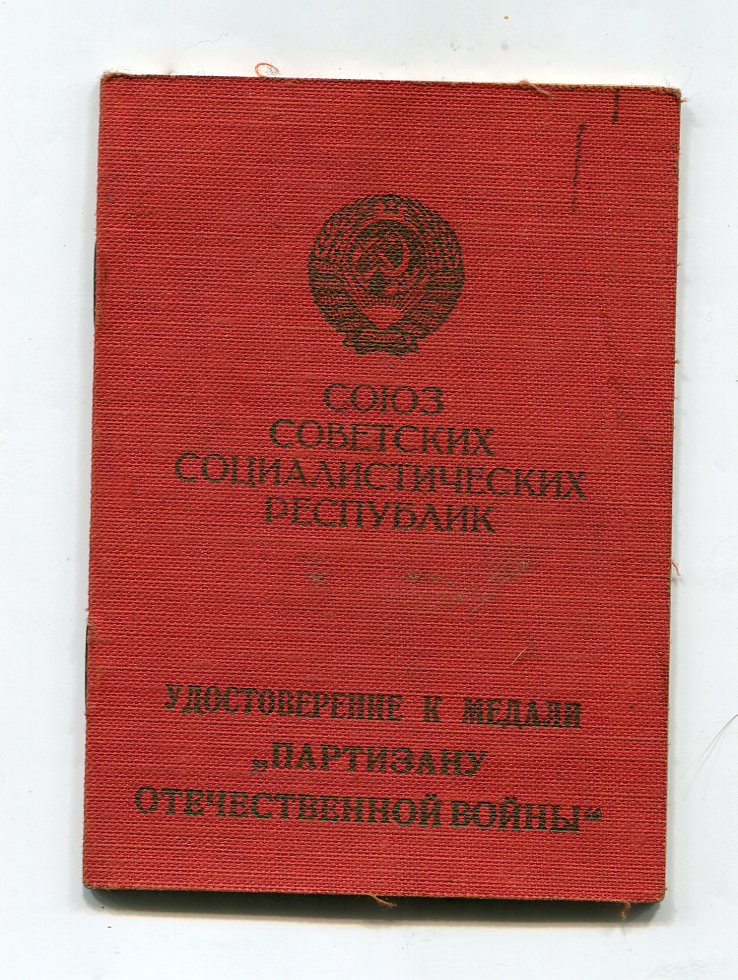 СОЮЗ
СОВЕТСКИХ
СОЦИАЛИСТИЧЕСКИХ
РЕСПУБЛИК
УДОСТОВЕРЕНИЕ К МЕДАЛИ
„ПАРТИЗАНУ
ОТЕЧЕСТВЕННОЙ ВОЙНЫ“